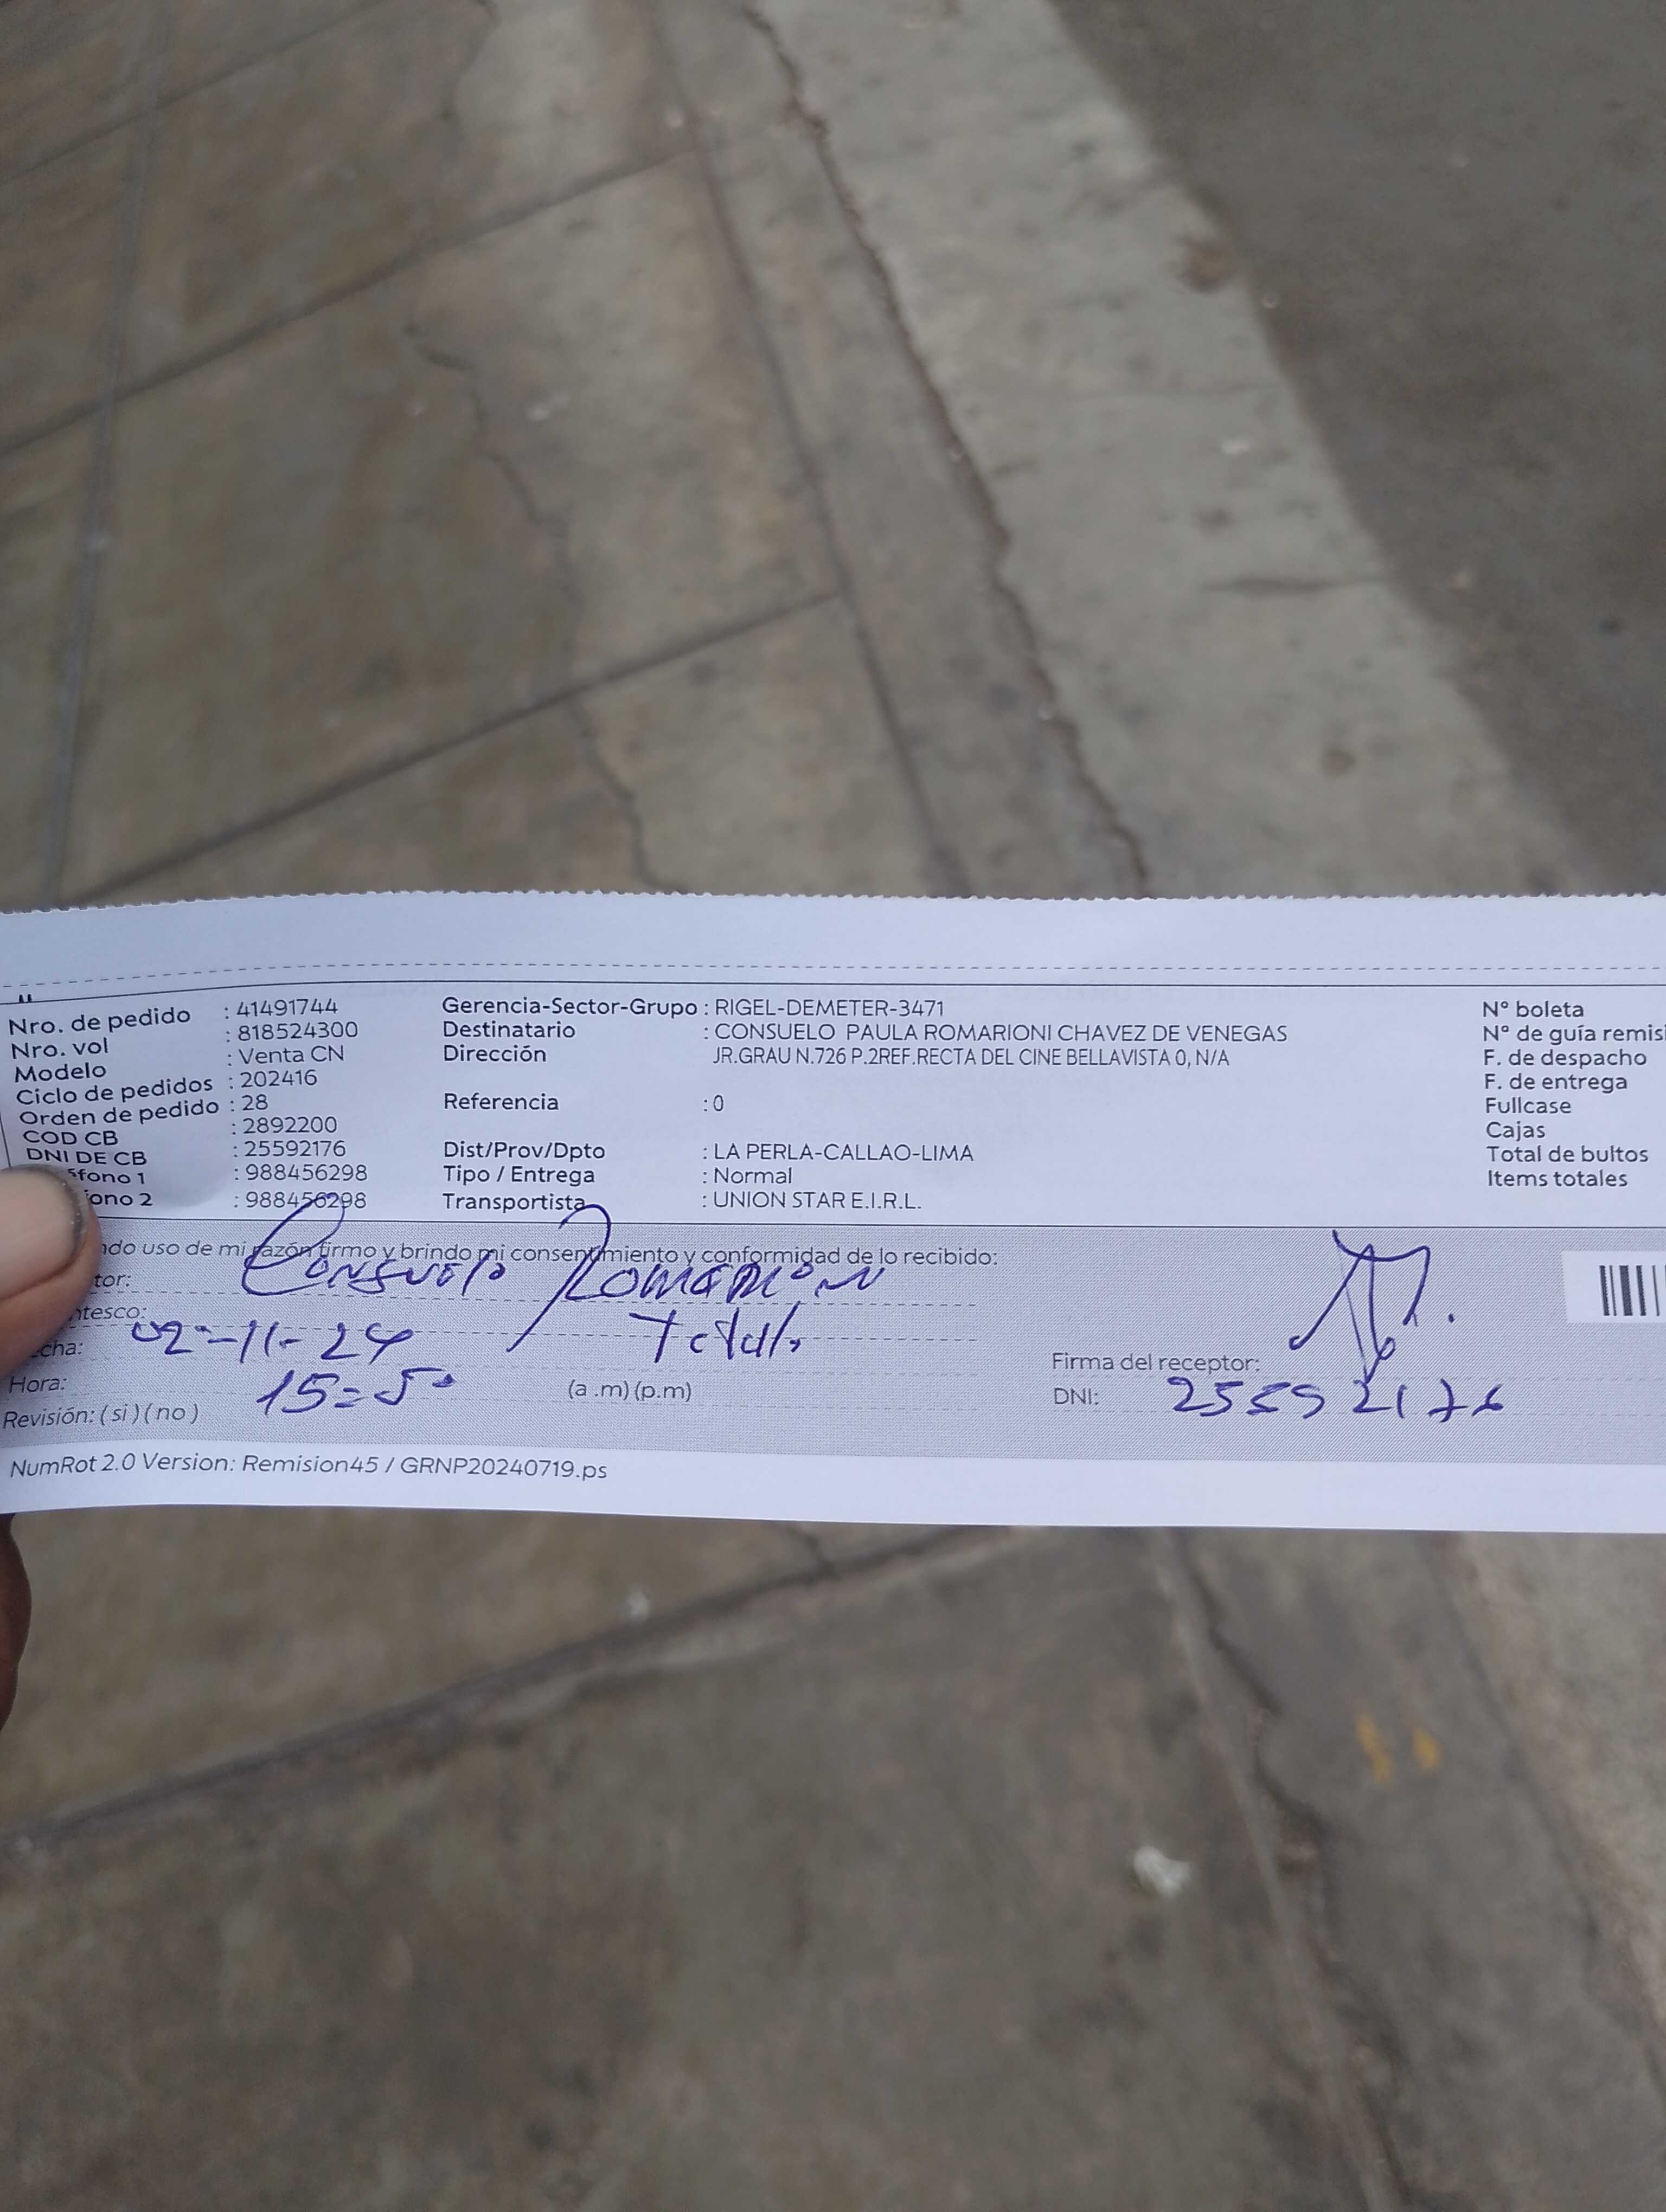 Nro. de pedido : 41491744 Gerencia-Sector-Grupo : RIGEL-DEMETER-3471 N° boleta
Nro. vol : 818524300 Destinatario : CONSUELO PAULA ROMARIONI CHAVEZ DE VENEGAS N° de guía remisi
Modelo : Venta CN Dirección JR.GRAU N.726 P.2REF.RECTA DEL CINE BELLAVISTA 0, N/A F. de despacho
Ciclo de pedidos : 202416 F. de entrega
Orden de pedido : 28 Referencia : 0 Fullcase
COD CB : 2892200 Cajas
DNI DE CB : 25592176 Dist/Prov/Dpto : LA PERLA-CALLAO-LIMA Total de bultos
fono 1 : 988456298 Tipo / Entrega : Normal Items totales
fono 2 : 988456298 Transportista : UNION STAR E.I.R.L.
ndo uso de mi razón firmo y brindo mi consentimiento y conformidad de lo recibido:
tor: Consuelo Romarion
ntesco:
cha: 02-11-24
Firma del receptor:
Hora: 15=50 (a .m) (p.m) DNI: 25592176
Revisión: ( si ) ( no )
NumRot 2.0 Version: Remision45 / GRNP20240719.ps